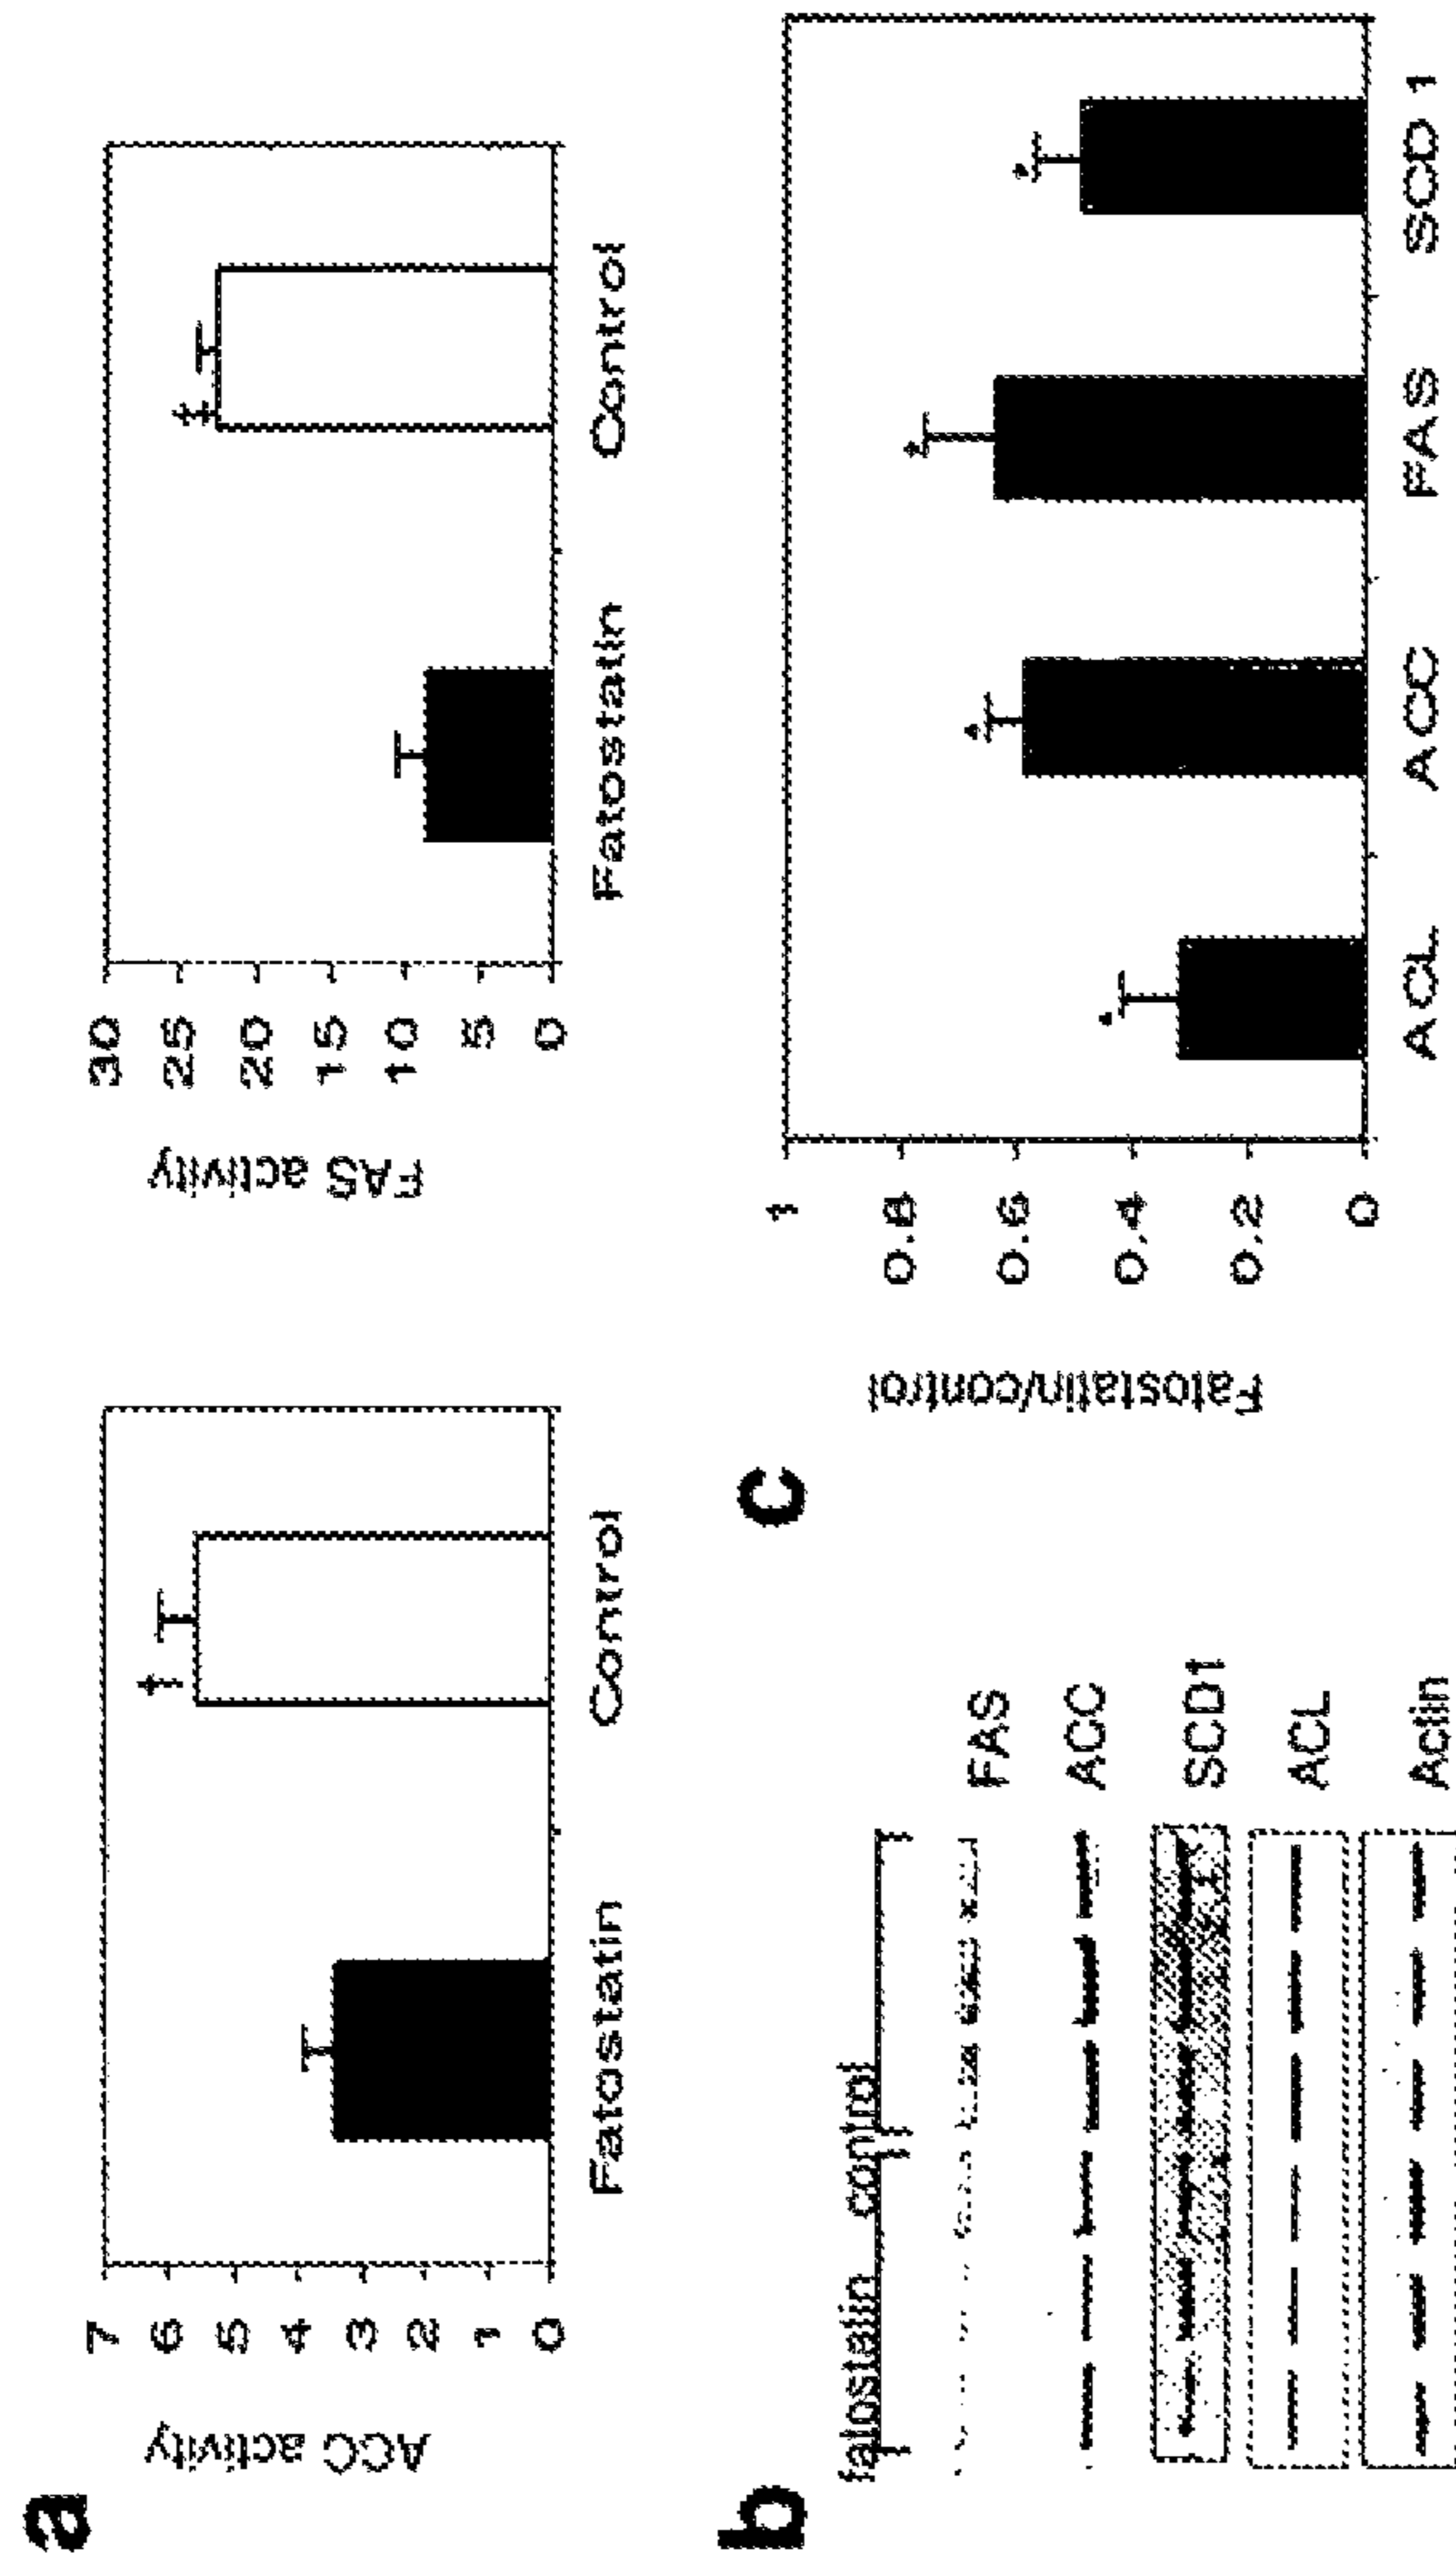 a
ACC activity
7
6
5
4
3
2
1
0
Fatostatin Control
FAS activity
30
25
20
15
10
5
0
Fatostatin Control
b
fatostatin control
FAS
ACC
SCD1
ACL
Actin
c
Fatostatin/control
1
0.8
0.6
0.4
0.2
0
ACL ACC FAS SCD 1